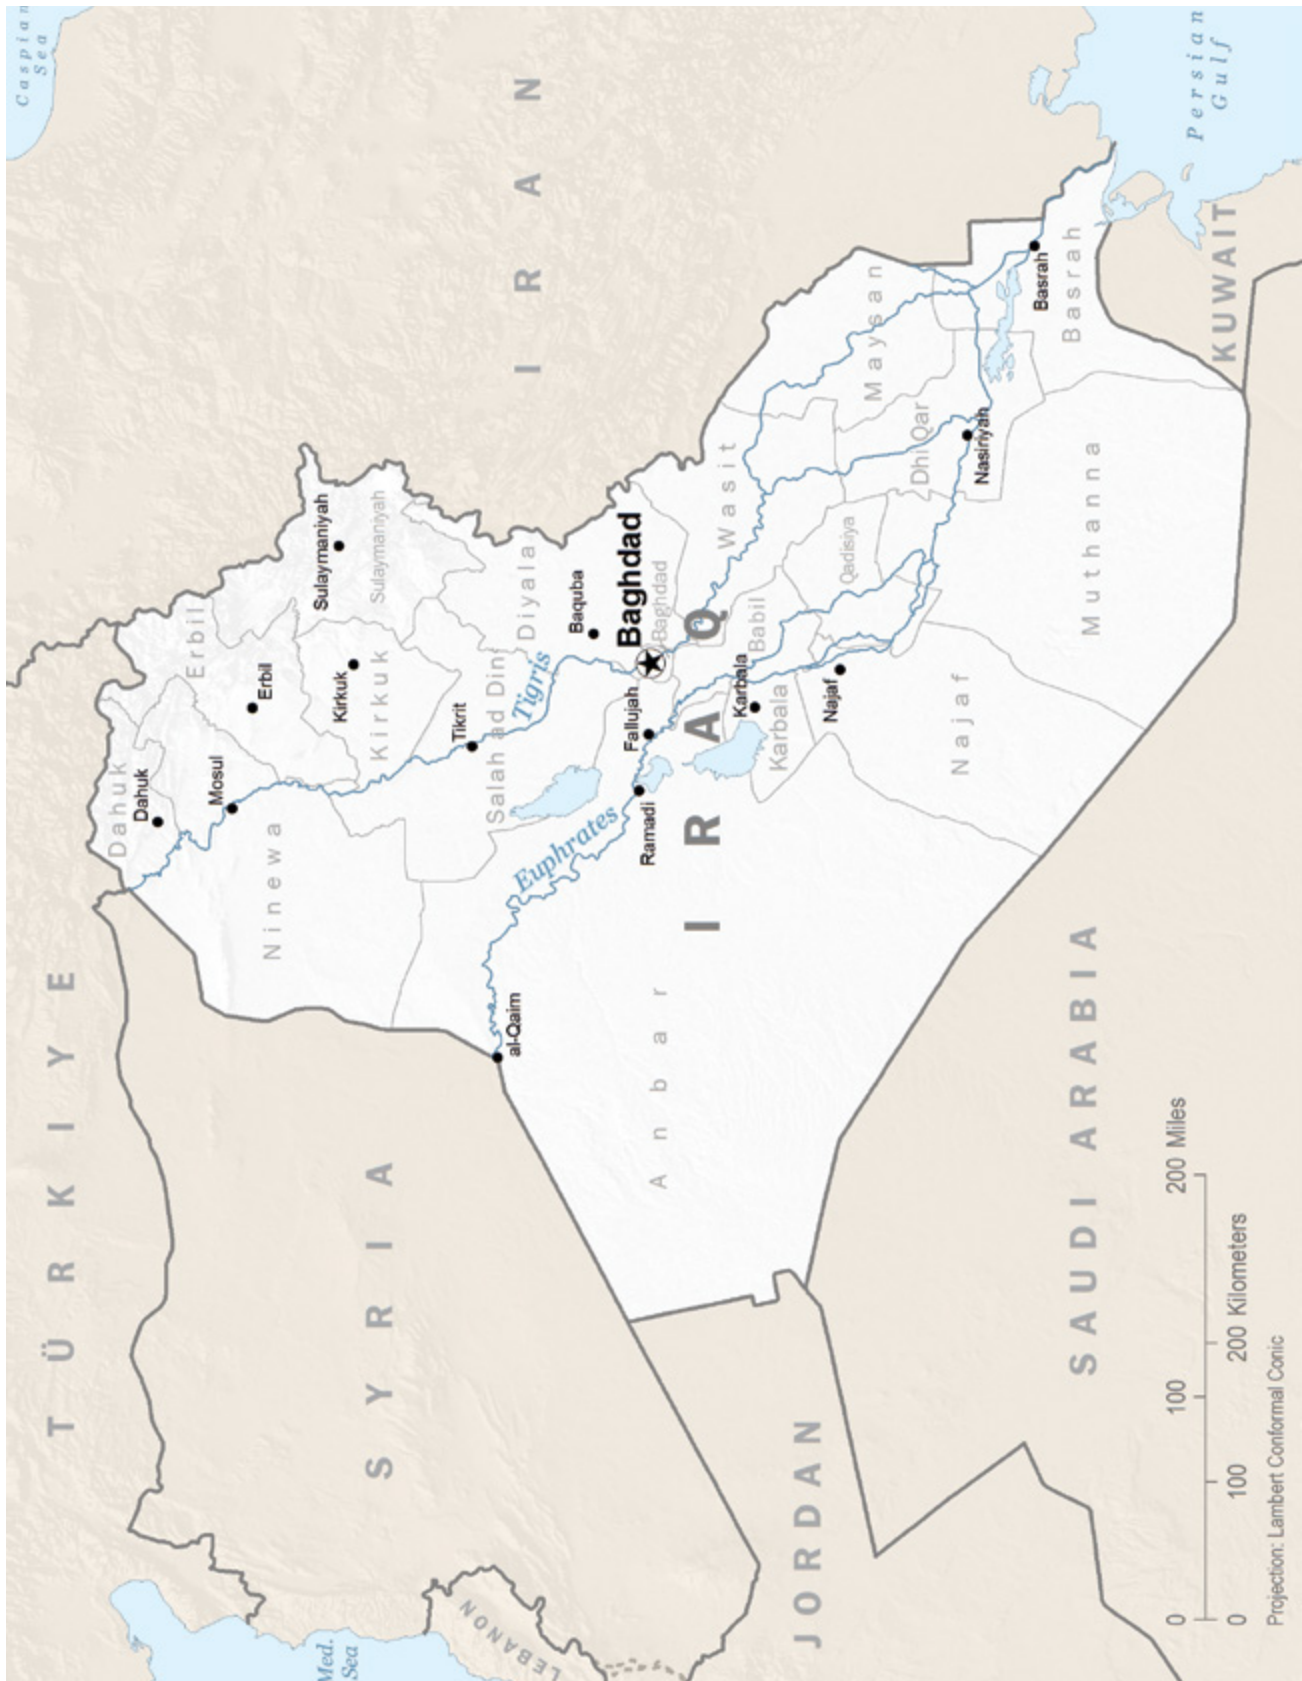 Caspian
Sea
TÜRKIYE
Dahuk
Dahuk
Mosul
Erbil
Erbil
Ninewa
Sulaymaniyah
Sulaymaniyah
Kirkuk
Kirkuk
SYRIA
Tikrit
Salah ad Din
Tigris
Diyala
IRAN
al-Qaim
Euphrates
Baquba
Med.
Sea
LEBANON
Anbar
Ramadi
Fallujah
Baghdad
Baghdad
IRAQ
Wasit
Karbala
Karbala
Babil
JORDAN
Najaf
Najaf
Qadisiya
Maysan
Dhi Qar
Nasiriyah
Basrah
Basrah
Muthanna
SAUDI ARABIA
KUWAIT
Persian
Gulf
0 100 200 Miles
0 100 200 Kilometers
Projection: Lambert Conformal Conic